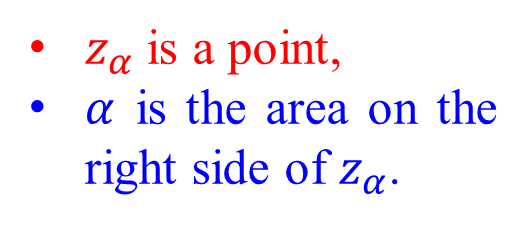 • z_α is a point,
• α is the area on the
right side of z_α.